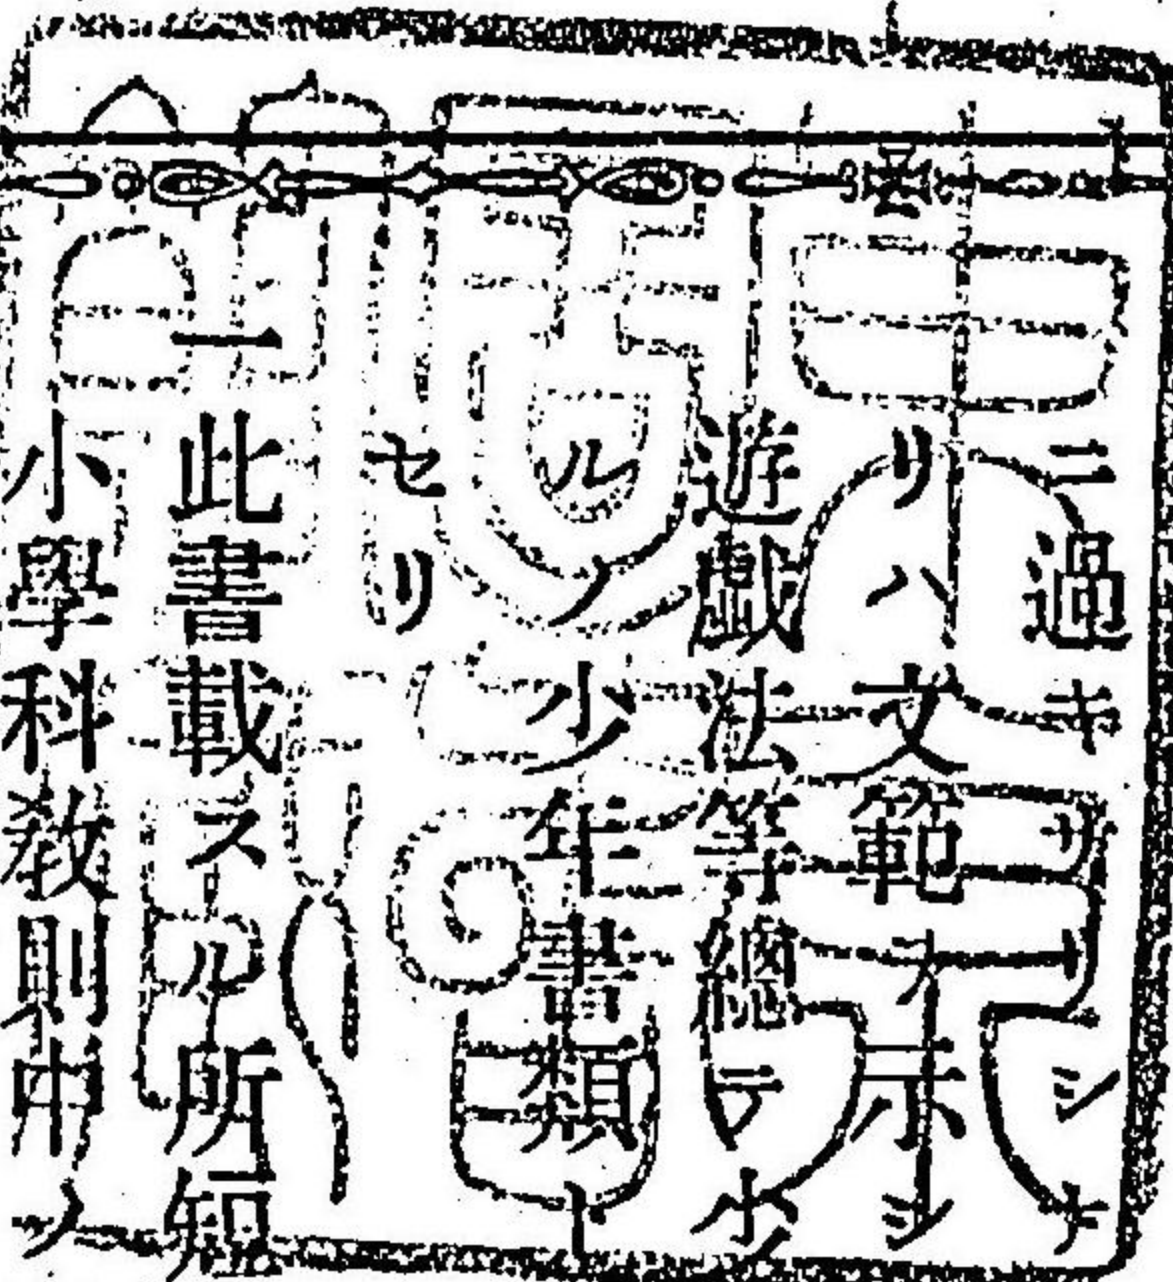 ニ過キサリシナ
リハ文範ヲ示シ
遊戯法等總テ
ルノ少年書類ト
セリ
一此書載スル所短
小學科教則中ノ